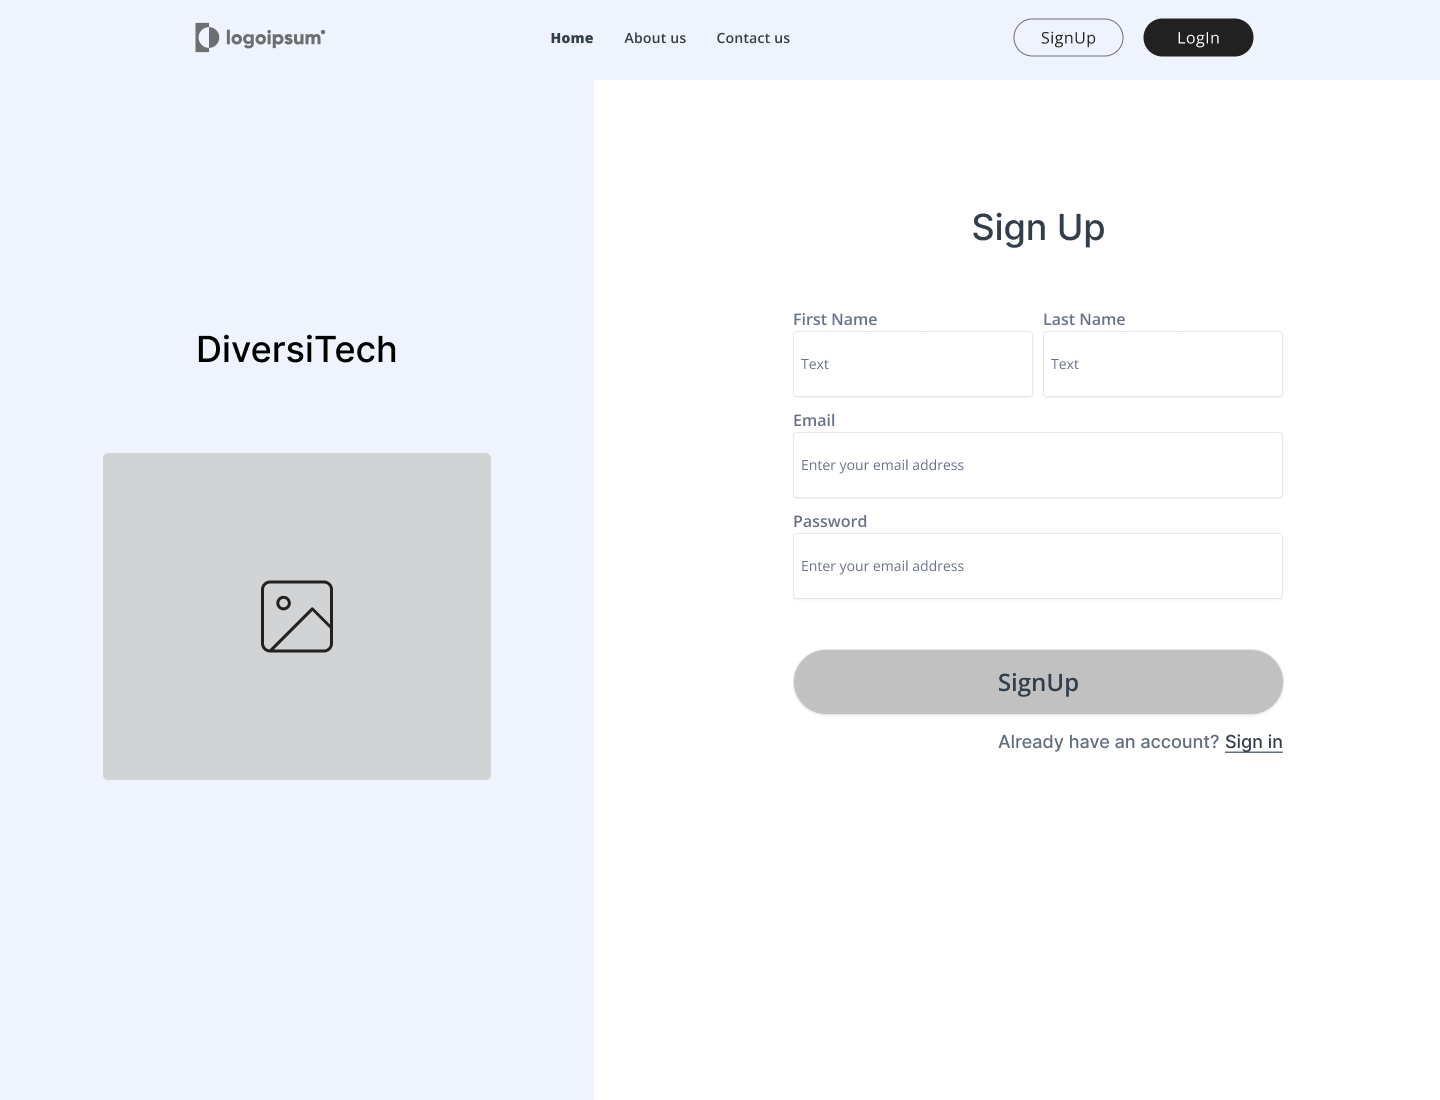 logoipsum
Home About us Contact us
SignUp LogIn
DiversiTech
Sign Up
First Name Last Name
Text Text
Email
Enter your email address
Password
Enter your email address
SignUp
Already have an account? Sign in